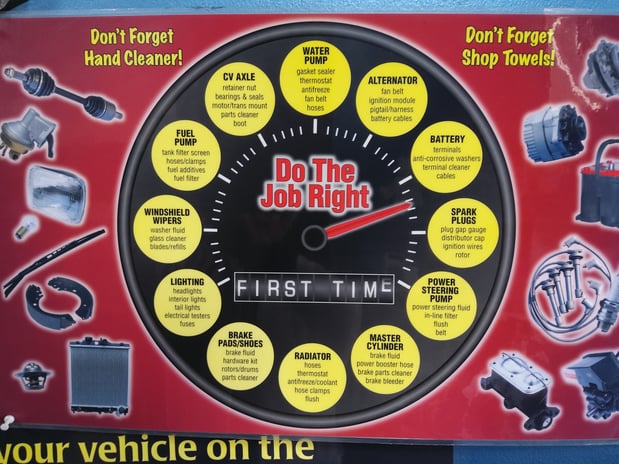 Don't Forget
Hand Cleaner!
Don't Forget
Shop Towels!
WATER
PUMP
gasket sealer
thermostat
antifreeze
fan belt
hoses
ALTERNATOR
fan belt
ignition module
pigtail/harness
battery cables
BATTERY
terminals
anti-corrosive washers
terminal cleaner
cables
SPARK
PLUGS
plug gap gauge
distributor cap
ignition wires
rotor
POWER
STEERING
PUMP
power steering fluid
in-line filter
flush
belt
MASTER
CYLINDER
brake fluid
power booster hose
brake parts cleaner
brake bleeder
RADIATOR
hoses
thermostat
antifreeze/coolant
hose clamps
flush
BRAKE
PADS/SHOES
brake fluid
hardware kit
rotors/drums
parts cleaner
LIGHTING
headlights
interior lights
tail lights
electrical testers
fuses
WINDSHIELD
WIPERS
washer fluid
glass cleaner
blades/refills
FUEL
PUMP
tank filter screen
hoses/clamps
fuel additives
fuel filter
CV AXLE
retainer nut
bearings & seals
motor/trans mount
parts cleaner
boot
Do The
Job Right
FIRST TIME
your vehicle on the